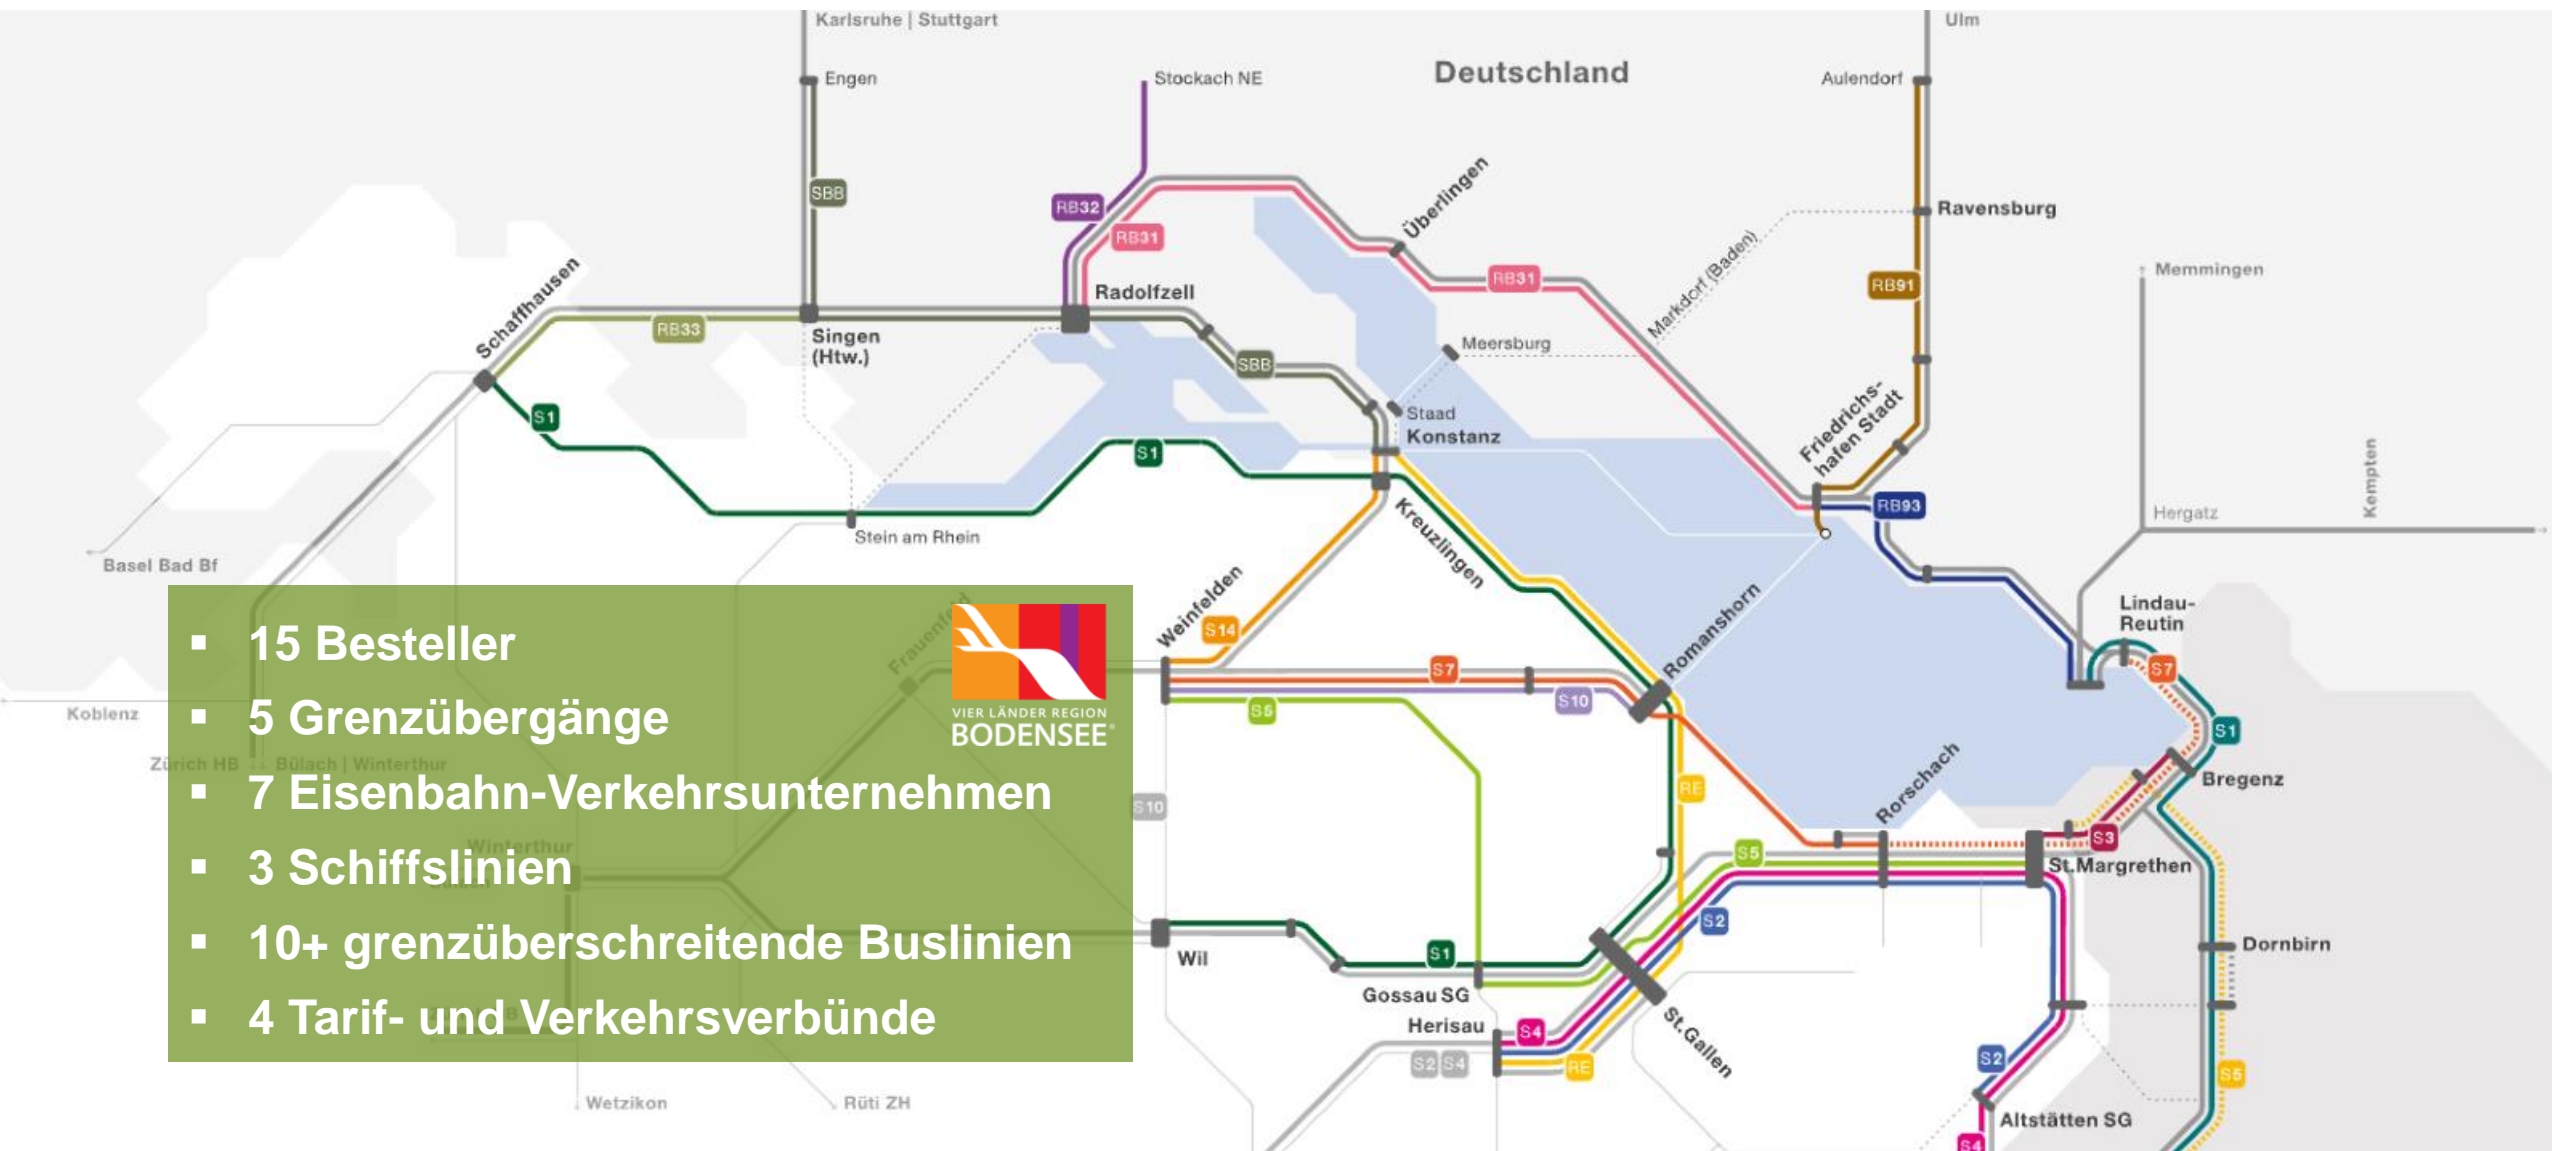 Karlsruhe | Stuttgart
Ulm
Engen
Stockach NE
Deutschland
Aulendorf
SBB
RB32
RB31
Überlingen
Ravensburg
Schaffhausen
Radolfzell
RB31
Markdorf (Baden)
RB91
Memmingen
RB33
Singen
(Htw.)
SBB
Meersburg
S1
Staad
Konstanz
S1
Friedrichs-
hafen Stadt
Kempten
RB93
Hergatz
Stein am Rhein
Kreuzlingen
Basel Bad Bf
Weinfelden
S14
Romanshorn
Lindau-
Reutin
Frauenfeld
S7
S7
S10
S5
Koblenz
S1
Zürich HB
Bülach | Winterthur
Bregenz
RE
S10
Rorschach
S3
S5
St.Margrethen
Winterthur
S2
Wil
S1
Dornbirn
Gossau SG
Herisau
S4
S2 S4
RE
St.Gallen
S2
S5
Altstätten SG
S4
Wetzikon
Rüti ZH
▪ 15 Besteller
▪ 5 Grenzübergänge
▪ 7 Eisenbahn-Verkehrsunternehmen
▪ 3 Schiffslinien
▪ 10+ grenzüberschreitende Buslinien
▪ 4 Tarif- und Verkehrsverbünde
VIER LÄNDER REGION
BODENSEE